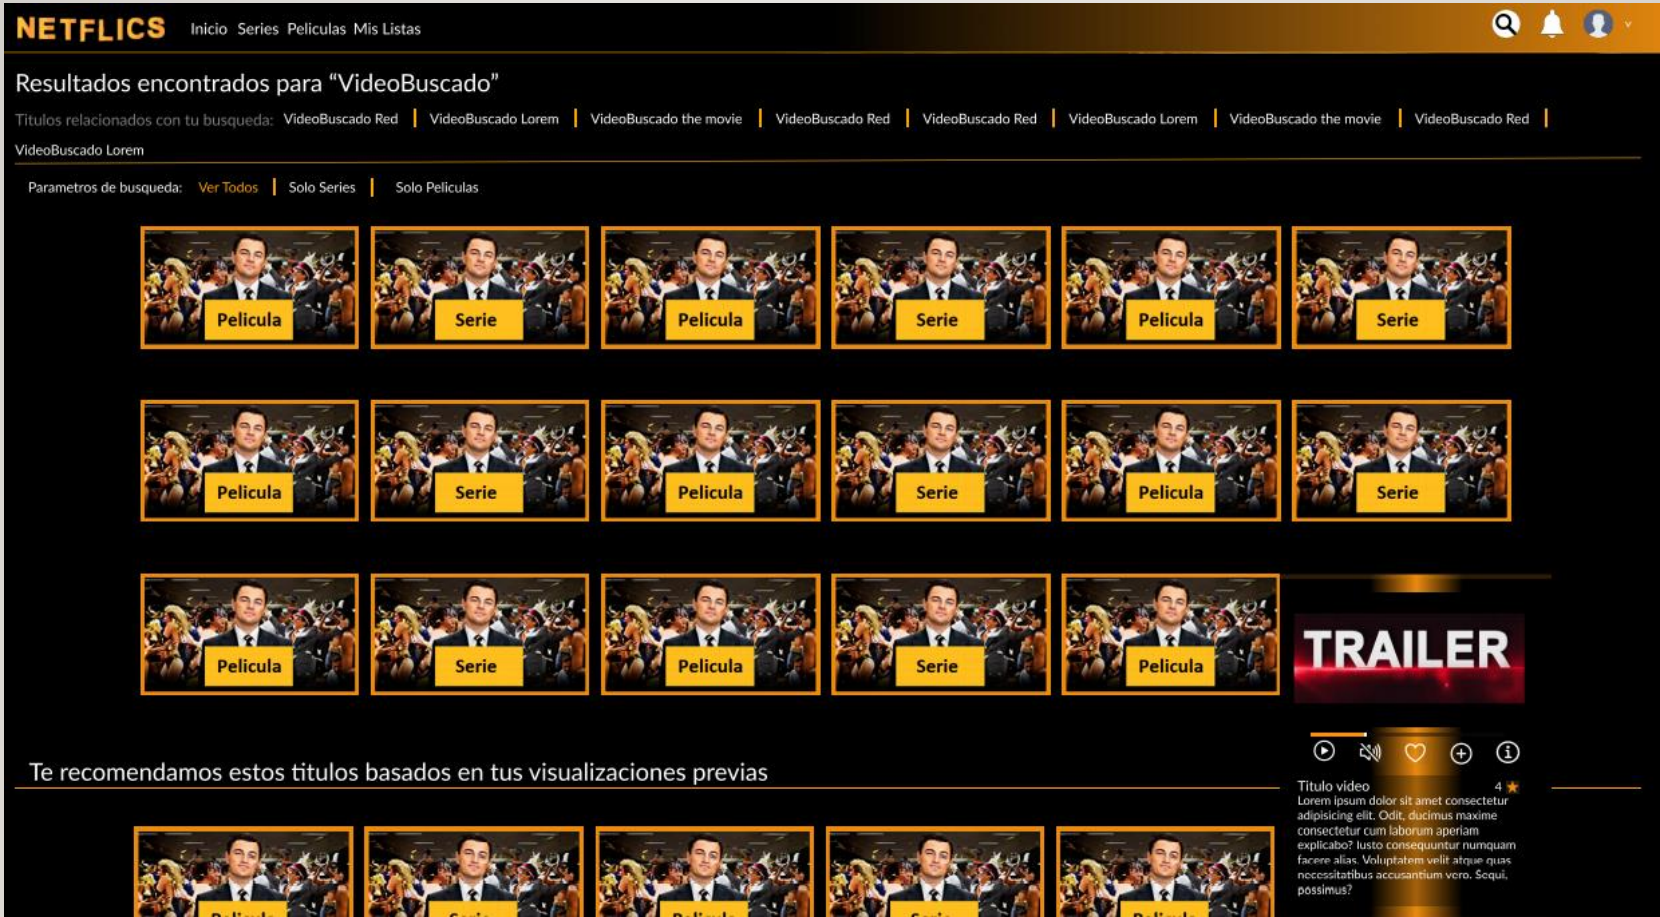 NETFLICS Inicio Series Peliculas Mis Listas
Resultados encontrados para “VideoBuscado”
Titulos relacionados con tu busqueda: VideoBuscado Red | VideoBuscado Lorem | VideoBuscado the movie | VideoBuscado Red | VideoBuscado Red | VideoBuscado Lorem | VideoBuscado the movie | VideoBuscado Red |
VideoBuscado Lorem
Parametros de busqueda: Ver Todos | Solo Series | Solo Peliculas
Pelicula Serie Pelicula Serie Pelicula Serie
Pelicula Serie Pelicula Serie Pelicula Serie
Pelicula Serie Pelicula Serie Pelicula
TRAILER
Te recomendamos estos titulos basados en tus visualizaciones previas
Titulo video 4
Lorem ipsum dolor sit amet consectetur
adipisicing elit. Odit, ducimus maxime
consectetur cum laborum aperiam
explicabo? Iusto consequuntur numquam
facere alias. Voluptatem velit atque quas
necessitatibus accusantium vero. Sequi,
possimus?
Pelicula Serie Pelicula Serie Pelicula